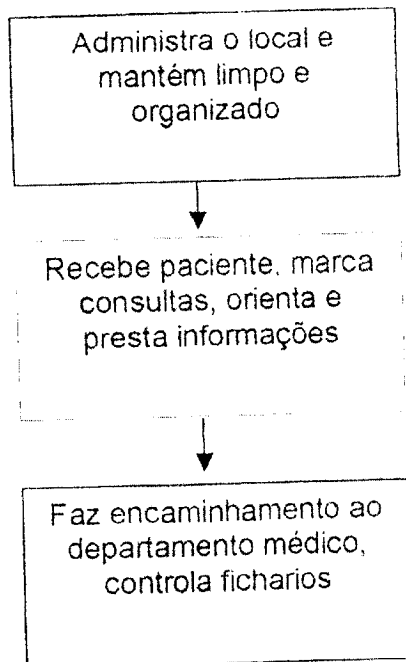 Administra o local e
mantém limpo e
organizado
Recebe paciente, marca
consultas, orienta e
presta informações
Faz encaminhamento ao
departamento médico,
controla ficharios